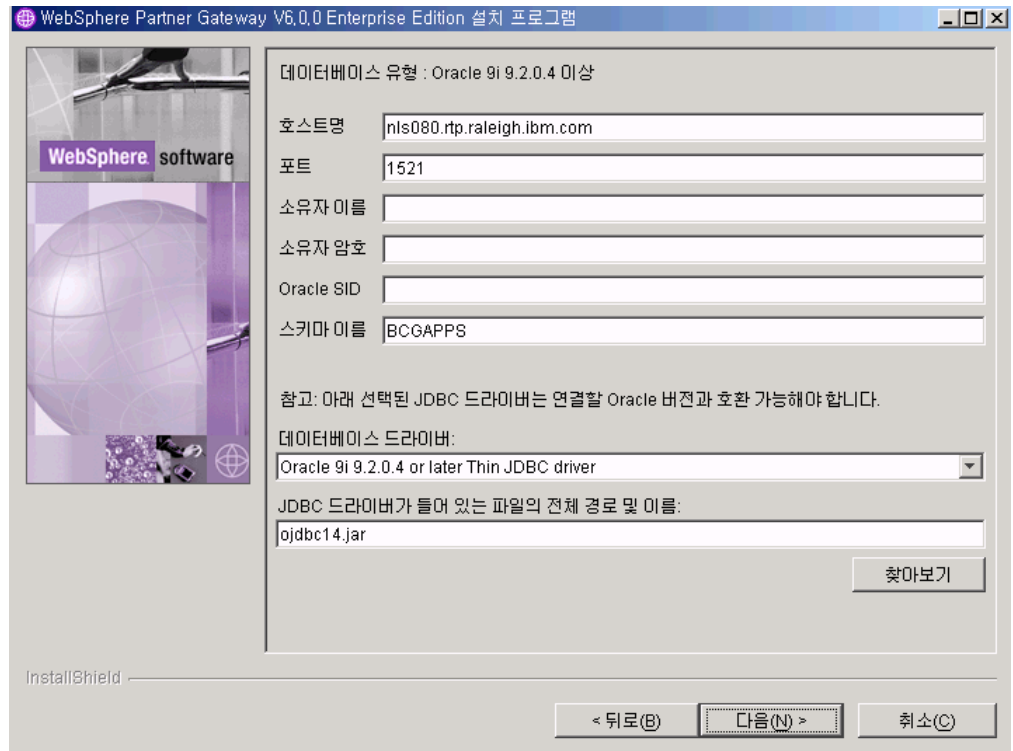 WebSphere Partner Gateway V6,0,0 Enterprise Edition 설치 프로그램
데이터베이스 유형 : Oracle 9i 9.2.0.4 이상
호스트명 nls080.rtp.raleigh.ibm.com
WebSphere software
포트 1521
소유자 이름
소유자 암호
Oracle SID
스키마 이름 BCGAPPS
참고: 아래 선택된 JDBC 드라이버는 연결할 Oracle 버전과 호환 가능해야 합니다.
데이터베이스 드라이버:
Oracle 9i 9.2.0.4 or later Thin JDBC driver
JDBC 드라이버가 들어 있는 파일의 전체 경로 및 이름:
ojdbc14.jar
찾아보기
InstallShield
< 뒤로(B) 다음(N) > 취소(C)